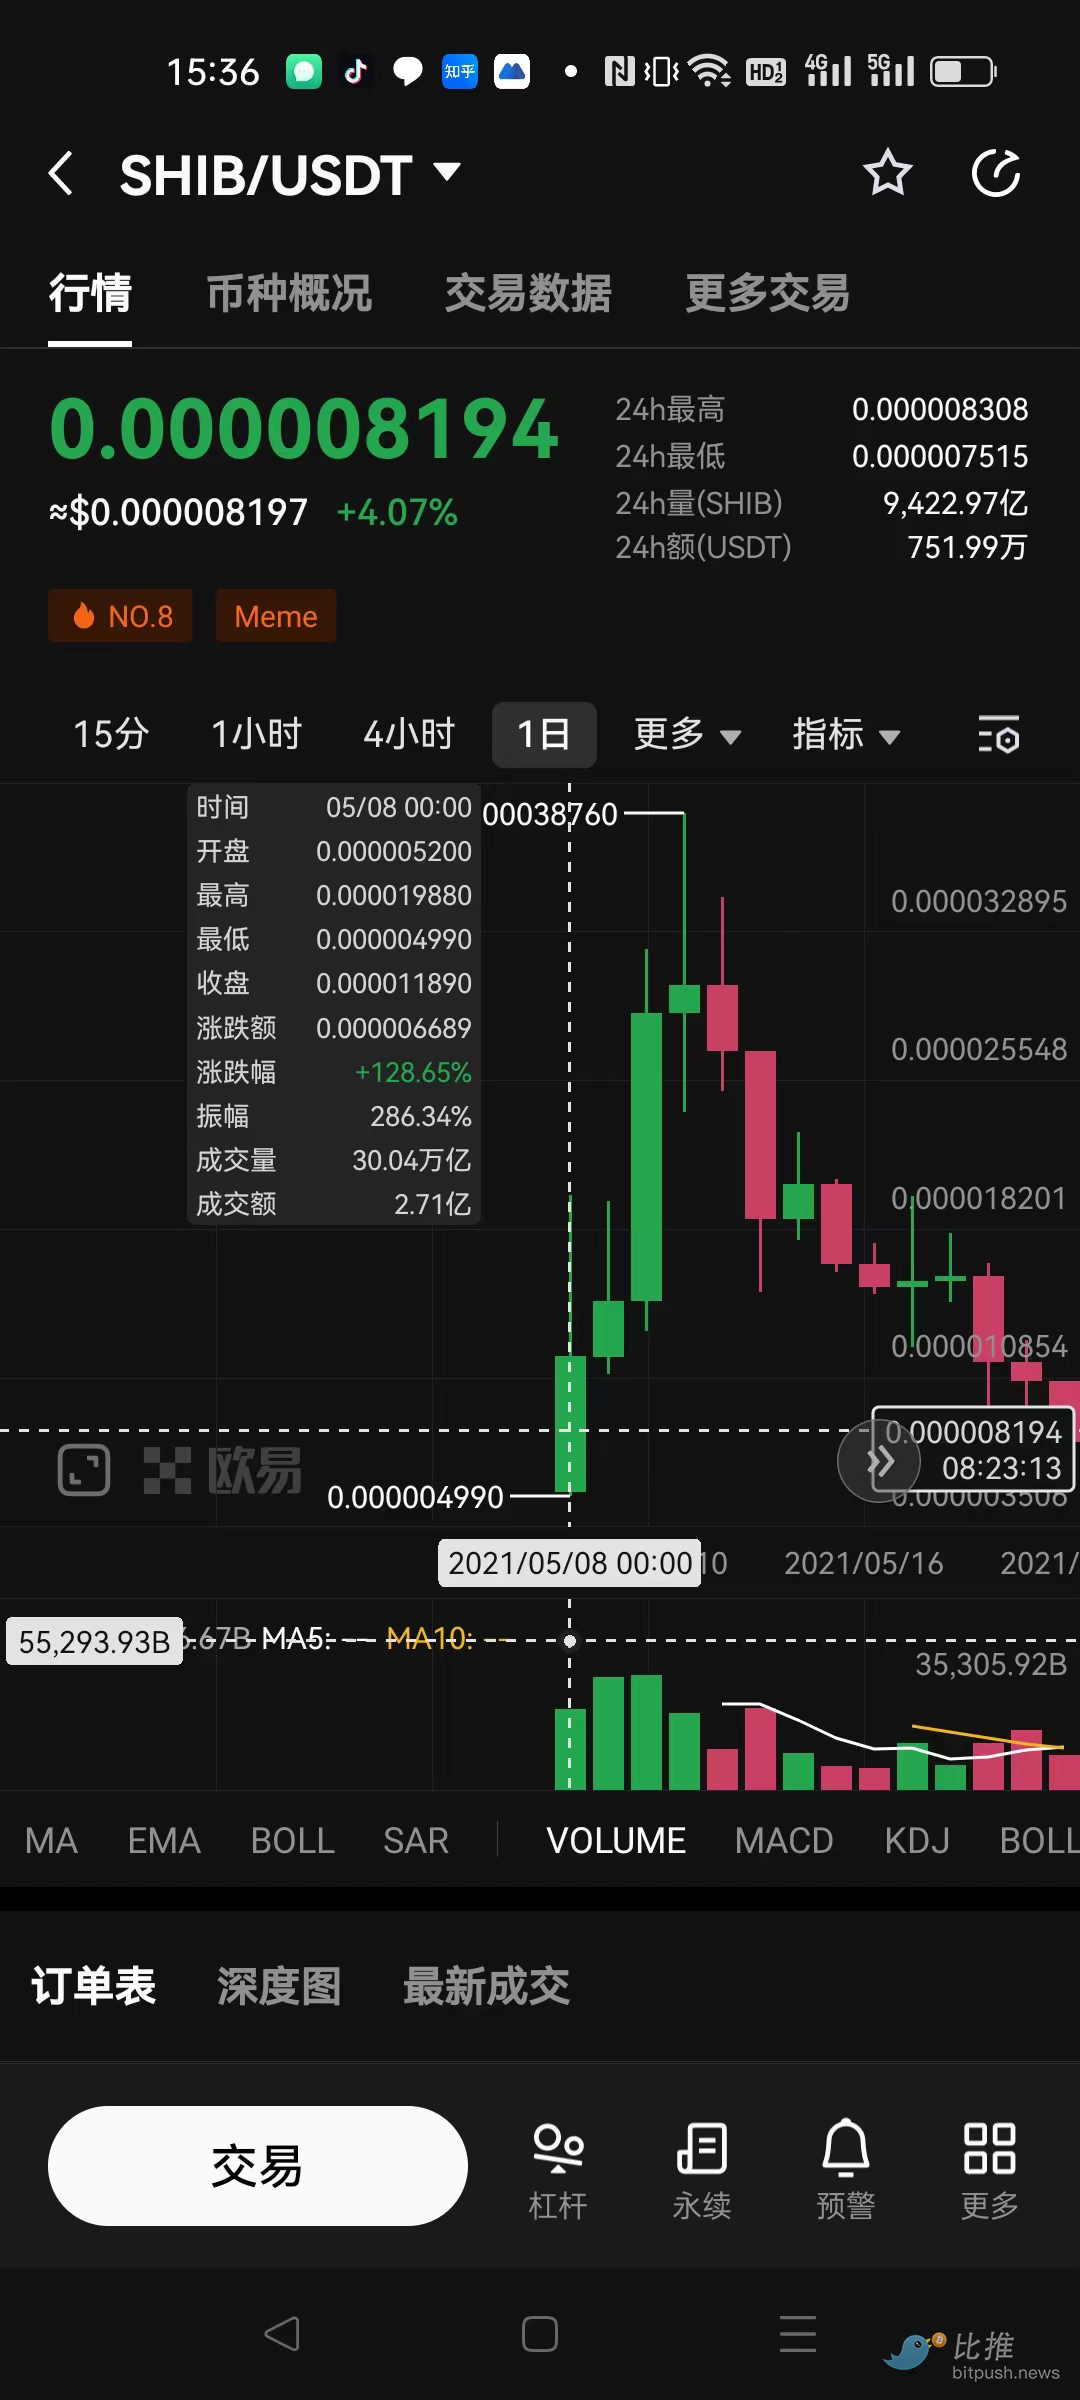 15:36 知乎 HD 1 2 4G 5G
SHIB/USDT
行情 币种概况 交易数据 更多交易
0.000008194
≈$0.000008197 +4.07%
24h最高 0.000008308
24h最低 0.000007515
24h量(SHIB) 9,422.97亿
24h额(USDT) 751.99万
NO.8 Meme
15分 1小时 4小时 1日 更多 指标
时间 05/08 00:00
开盘 0.000005200
最高 0.000019880
最低 0.000004990
收盘 0.000011890
涨跌额 0.000006689
涨跌幅 +128.65%
振幅 286.34%
成交量 30.04万亿
成交额 2.71亿
00038760
0.000032895
0.000025548
0.000018201
0.000010854
0.000008194
08:23:13
0.000003506
欧易
0.000004990
2021/05/08 00:00 10 2021/05/16 2021/
55,293.93B 6.67B MA5: -- MA10: --
35,305.92B
MA EMA BOLL SAR VOLUME MACD KDJ BOLL
订单表 深度图 最新成交
交易 杠杆 永续 预警 更多
比推
bitpush.news